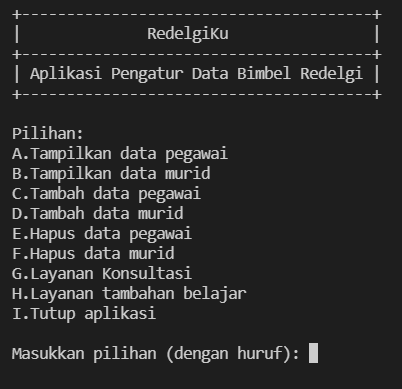 +---------------------------------------+
| RedelgiKu |
+---------------------------------------+
| Aplikasi Pengatur Data Bimbel Redelgi |
+---------------------------------------+
Pilihan:
A.Tampilkan data pegawai
B.Tampilkan data murid
C.Tambah data pegawai
D.Tambah data murid
E.Hapus data pegawai
F.Hapus data murid
G.Layanan Konsultasi
H.Layanan tambahan belajar
I.Tutup aplikasi
Masukkan pilihan (dengan huruf):